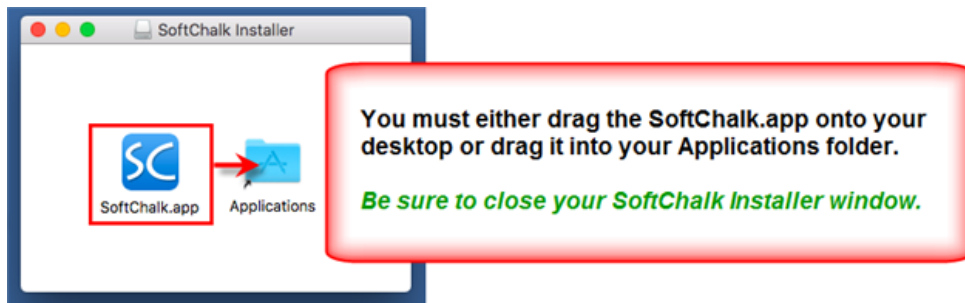 SoftChalk Installer
You must either drag the SoftChalk.app onto your
desktop or drag it into your Applications folder.
Be sure to close your SoftChalk Installer window.
SC
SoftChalk.app
Applications